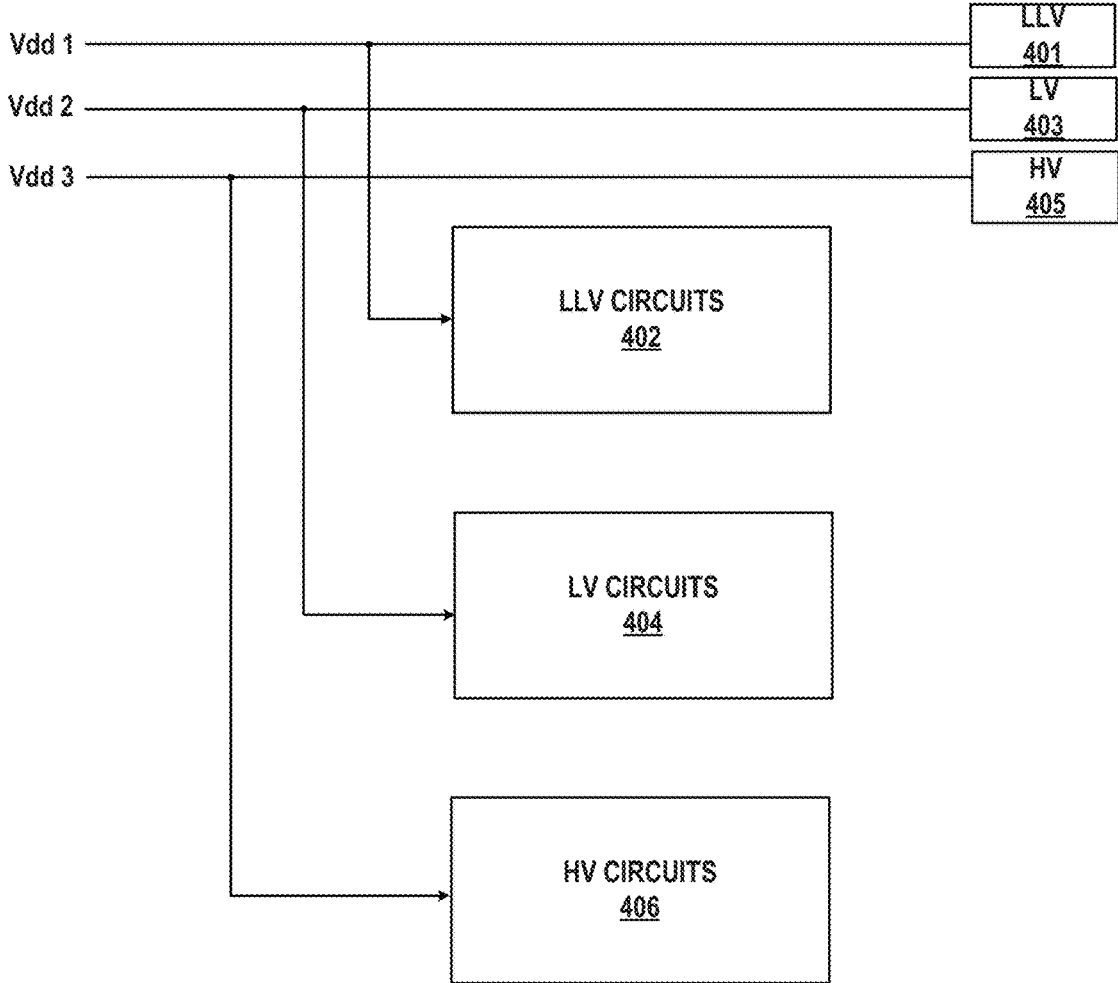 LLV
401
Vdd 1
LV
403
Vdd 2
HV
405
Vdd 3
LLV CIRCUITS
402
LV CIRCUITS
404
HV CIRCUITS
406